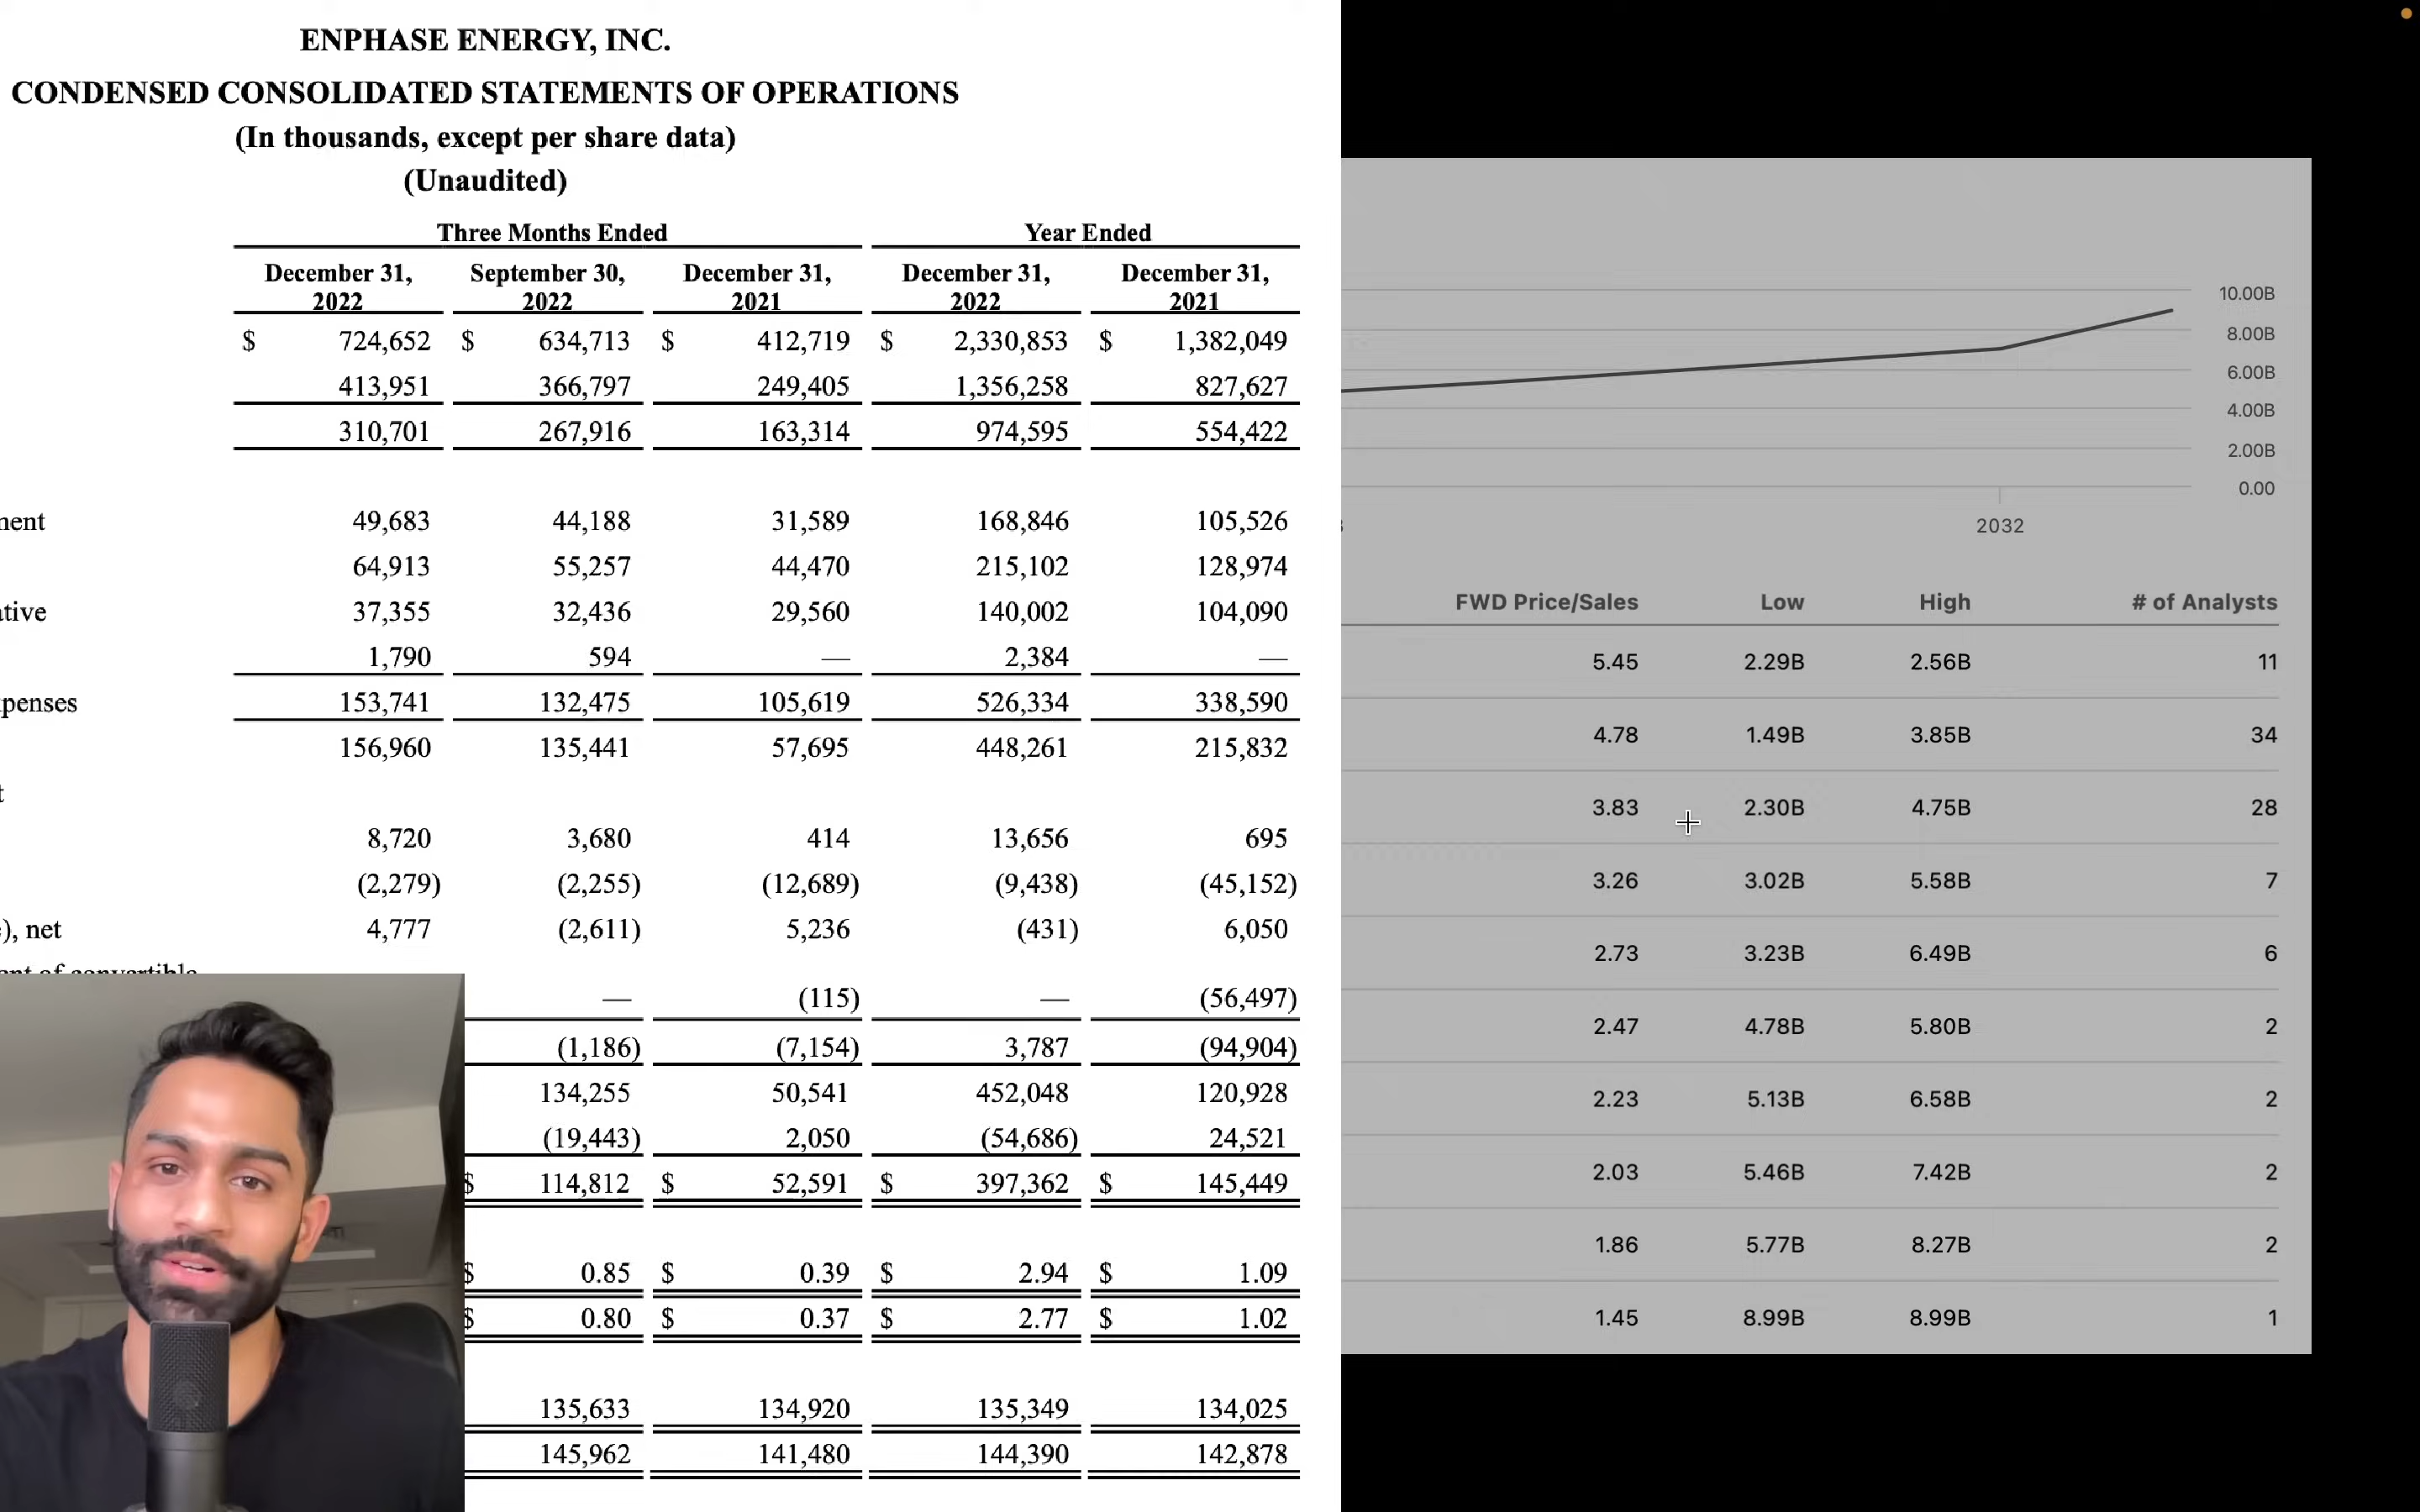 ENPHASE ENERGY, INC.
CONDENSED CONSOLIDATED STATEMENTS OF OPERATIONS
(In thousands, except per share data)
(Unaudited)
Three Months Ended Year Ended
December 31, September 30, December 31, December 31, December 31,
2022 2022 2021 2022 2021
$ 724,652 $ 634,713 $ 412,719 $ 2,330,853 $ 1,382,049
413,951 366,797 249,405 1,356,258 827,627
310,701 267,916 163,314 974,595 554,422
nent 49,683 44,188 31,589 168,846 105,526
64,913 55,257 44,470 215,102 128,974
ative 37,355 32,436 29,560 140,002 104,090
1,790 594 — 2,384 —
penses 153,741 132,475 105,619 526,334 338,590
156,960 135,441 57,695 448,261 215,832
t
8,720 3,680 414 13,656 695
(2,279) (2,255) (12,689) (9,438) (45,152)
), net 4,777 (2,611) 5,236 (431) 6,050
of convertible
— (115) — (56,497)
(1,186) (7,154) 3,787 (94,904)
134,255 50,541 452,048 120,928
(19,443) 2,050 (54,686) 24,521
$ 114,812 $ 52,591 $ 397,362 $ 145,449
$ 0.85 $ 0.39 $ 2.94 $ 1.09
$ 0.80 $ 0.37 $ 2.77 $ 1.02
135,633 134,920 135,349 134,025
145,962 141,480 144,390 142,878
10.00B
8.00B
6.00B
4.00B
2.00B
0.00
2032
FWD Price/Sales Low High # of Analysts
5.45 2.29B 2.56B 11
4.78 1.49B 3.85B 34
3.83 2.30B 4.75B 28
3.26 3.02B 5.58B 7
2.73 3.23B 6.49B 6
2.47 4.78B 5.80B 2
2.23 5.13B 6.58B 2
2.03 5.46B 7.42B 2
1.86 5.77B 8.27B 2
1.45 8.99B 8.99B 1